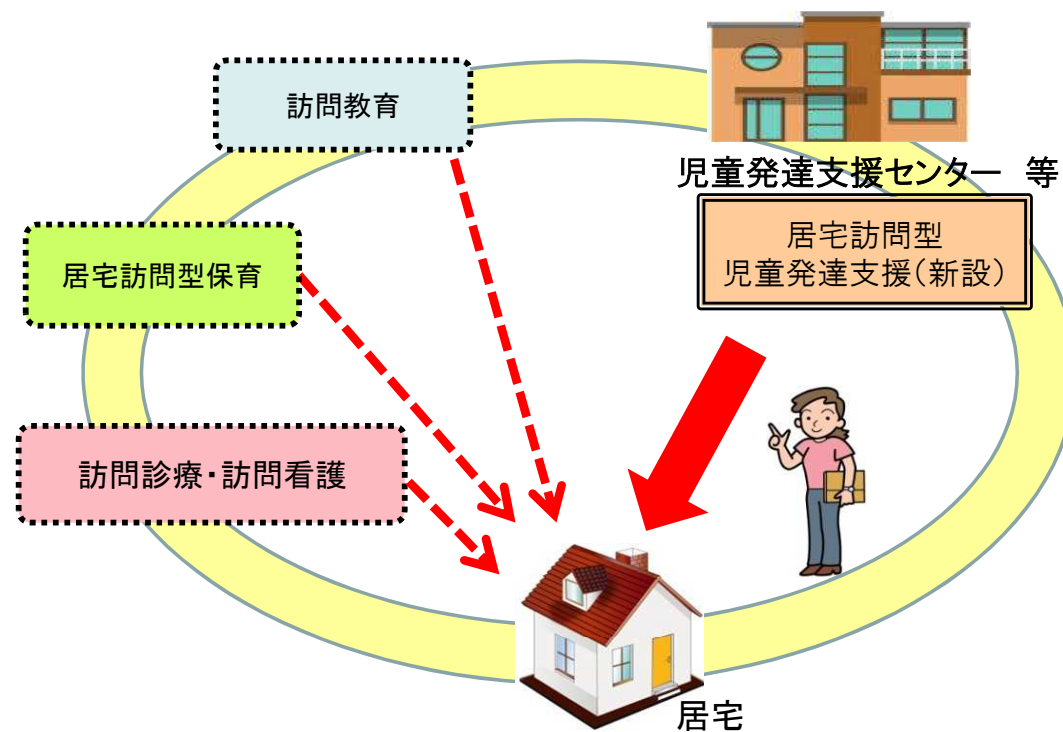 訪問教育
児童発達支援センター　等
居宅訪問型
児童発達支援（新設）
居宅訪問型保育
訪問診療・訪問看護
居宅